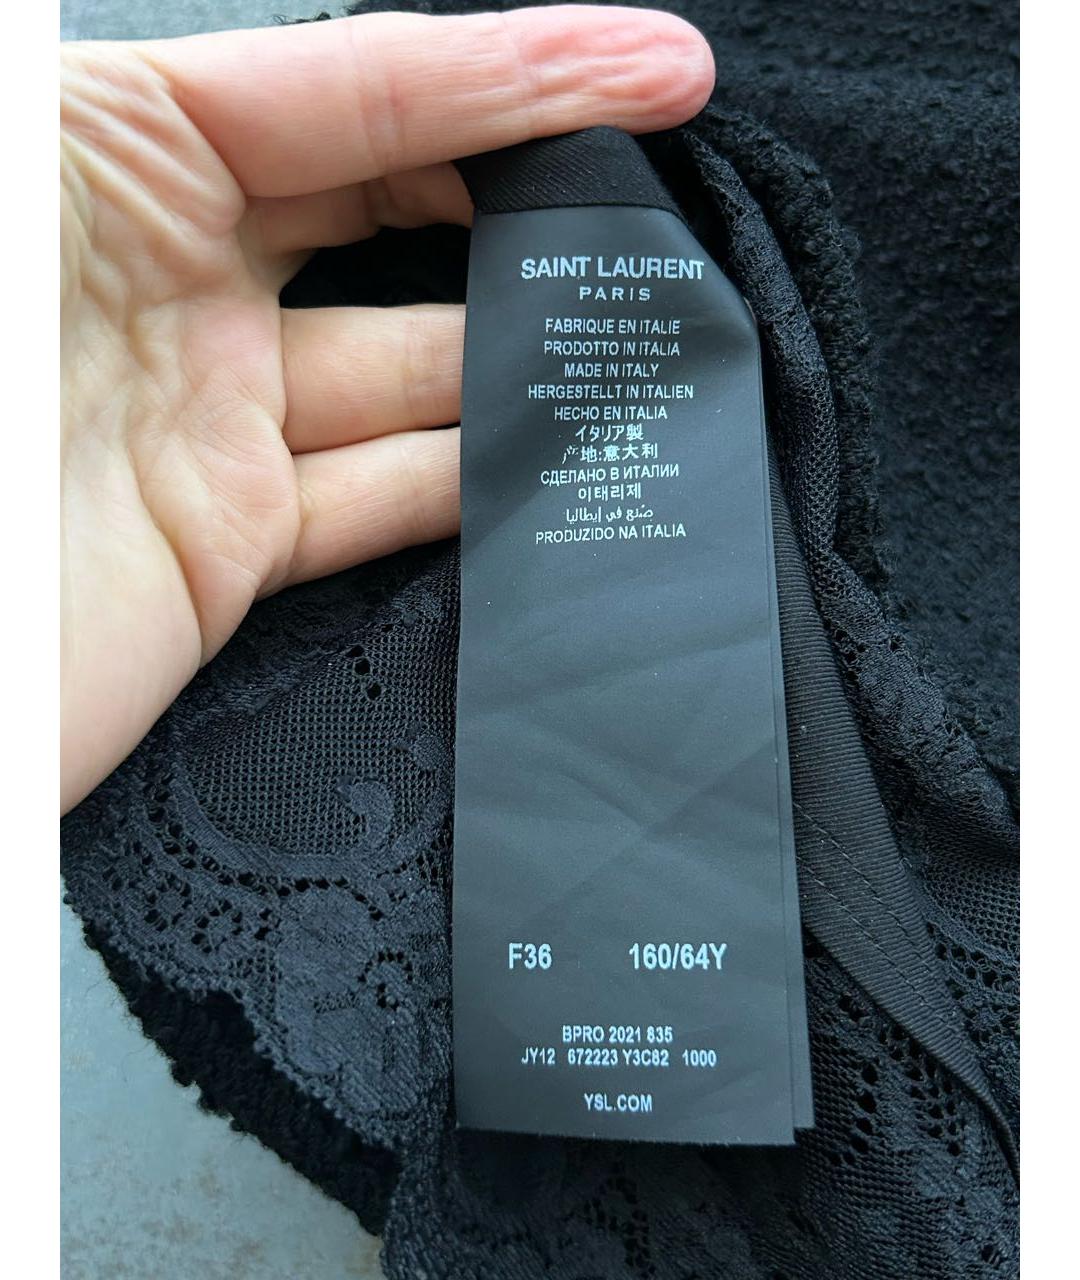 SAINT LAURENT
PARIS
FABRIQUE EN ITALIE
PRODOTTO IN ITALIA
MADE IN ITALY
HERGESTELLT IN ITALIEN
HECHO EN ITALIA
イタリア製
产地:意大利
СДЕЛАНО В ИТАЛИИ
이태리제
صنع في إيطاليا
PRODUZIDO NA ITALIA
F36 160/64Y
BPRO 2021 835
JY12 672223 Y3C82 1000
YSL.COM